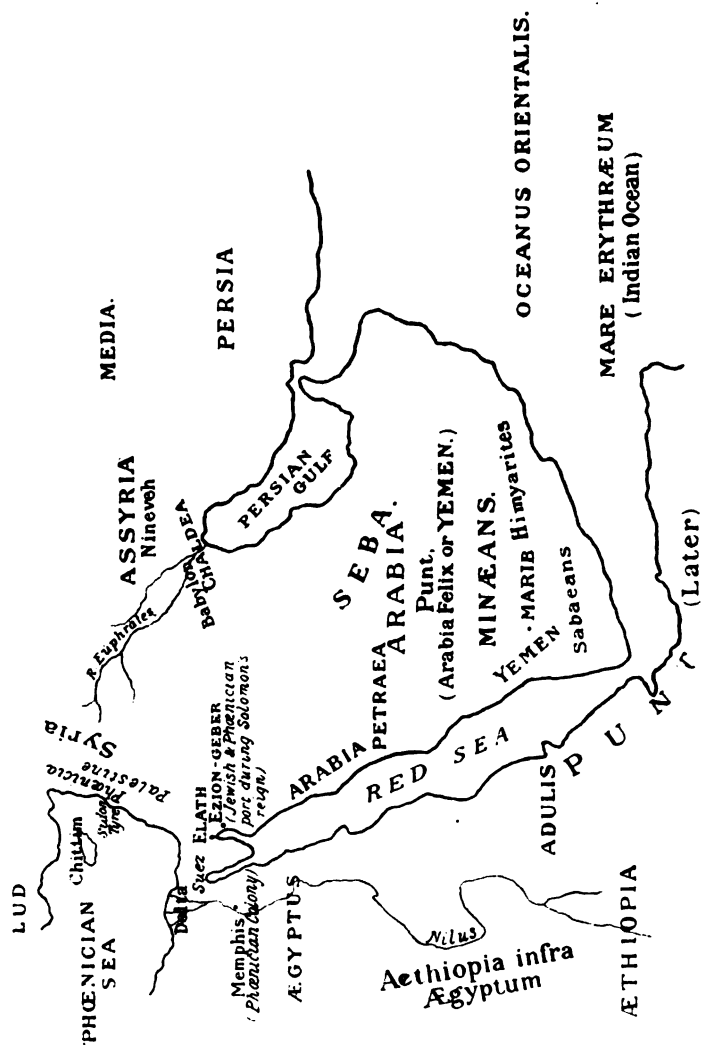 LUD
PHŒNICIAN
SEA
Chittim
Sidon
Tyre
Phœnicia
Palestine
Syria
R. Euphrates
ASSYRIA
Nineveh
MEDIA.
Babylon
CHALDEA
PERSIA
PERSIAN
GULF
Delta
Suez
ELATH
EZION-GEBER
(Jewish & Phœnician
port during Solomon's
reign)
Memphis
(Phœnician Colony)
ÆGYPTUS
ARABIA PETRAEA
SEBA.
ARABIA.
Punt,
(Arabia Felix or YEMEN.)
MINÆANS.
MARIB Himyarites
YEMEN
Sabaeans
RED SEA
Nilus
Aethiopia infra
Ægyptum
ADULIS
ÆTHIOPIA
PUNT
(Later)
OCEANUS ORIENTALIS.
MARE ERYTHRÆUM
(Indian Ocean)